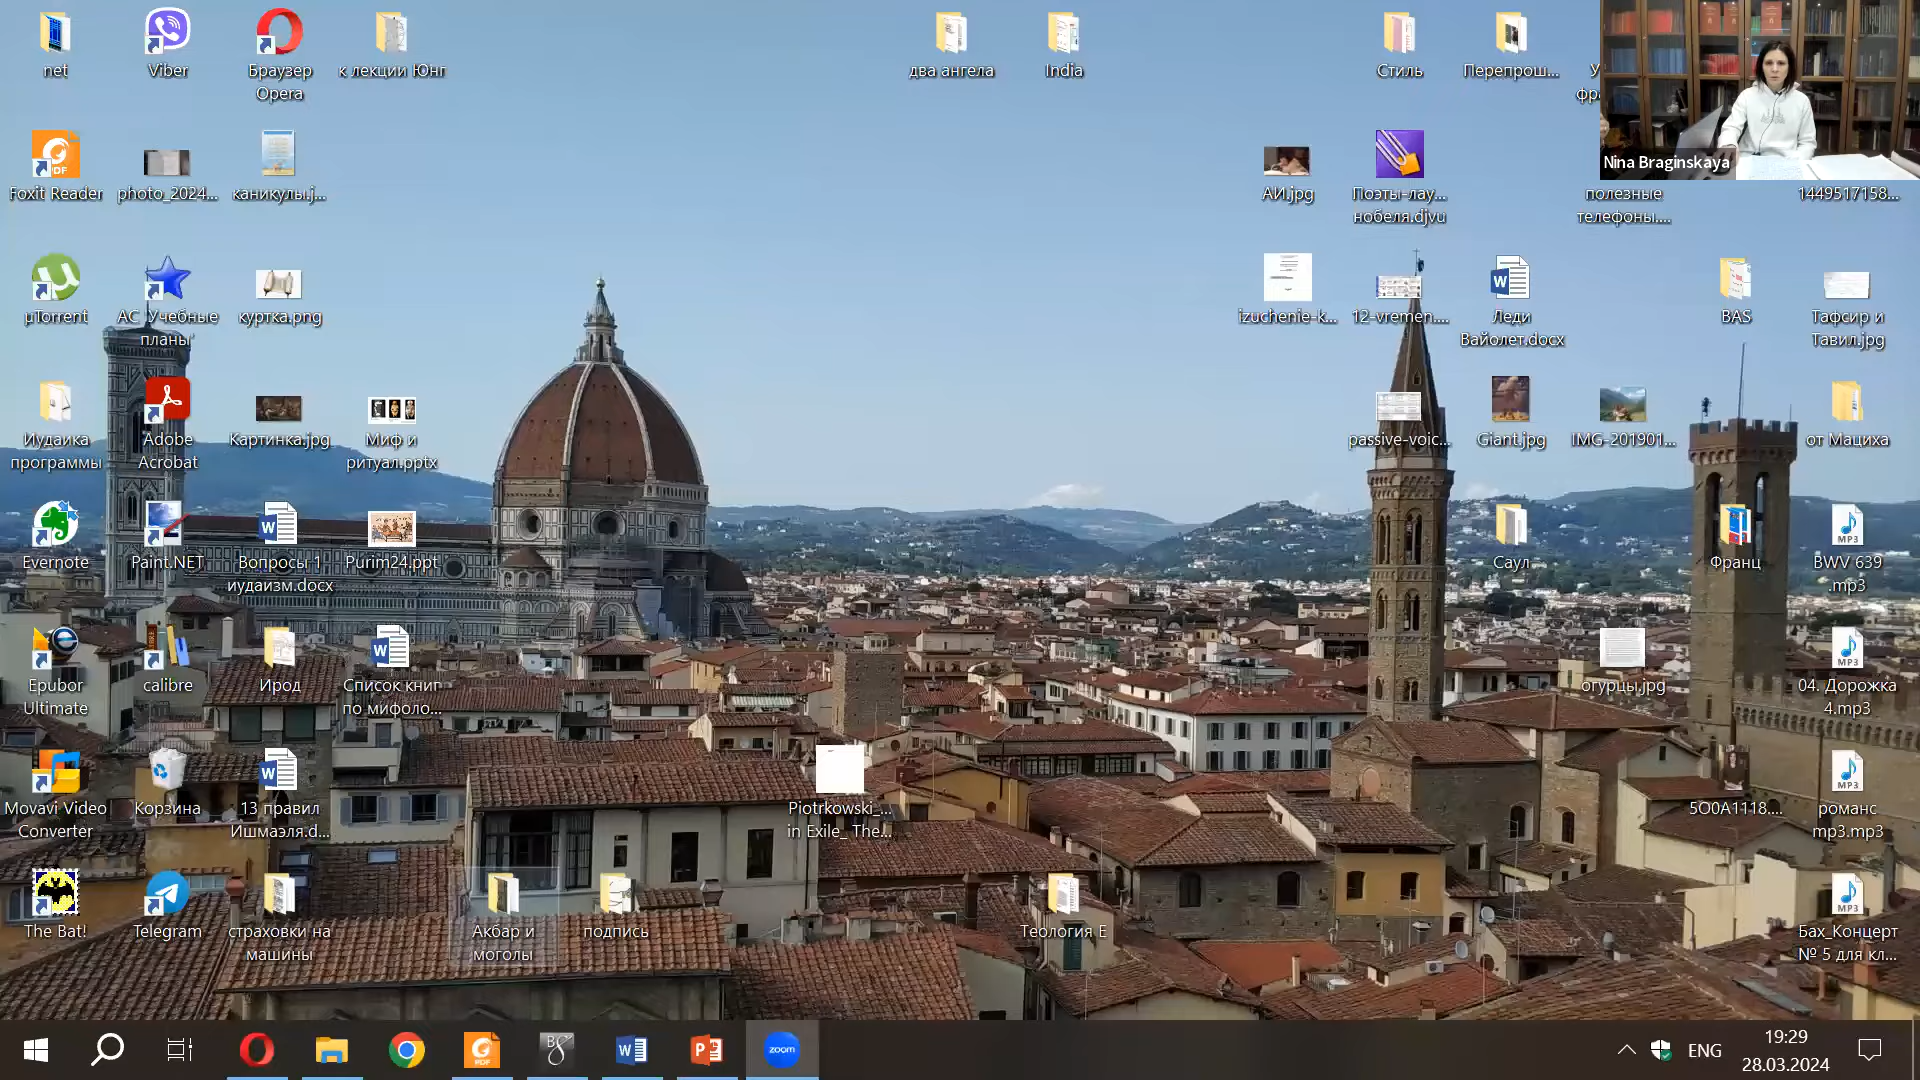 net
Viber
Браузер
Opera
к лекции Юнг
два ангела
India
Стиль
Перепрош...
Nina Braginskaya
Foxit Reader
photo_2024...
каникулы.j...
АИ.jpg
Поэты-лау...
нобеля.djvu
полезные
телефоны....
1449517158...
µTorrent
АС 'Учебные
планы'
куртка.png
izuchenie-k...
12-vremen....
Леди
Вайолет.docx
BAS
Тафсир и
Тавил.jpg
Иудаика
программы
Adobe
Acrobat
Картинка.jpg
Миф и
ритуал.pptx
passive-voic...
Giant.jpg
IMG-201901...
от Мациха
Evernote
Paint.NET
Вопросы 1
иудаизм.docx
Purim24.ppt
Саул
Франц
BWV 639
.mp3
Epubor
Ultimate
calibre
Ирод
Список книг
по мифоло...
огурцы.jpg
04. Дорожка
4.mp3
Movavi Video
Converter
Корзина
13 правил
Ишмаэля.d...
Piotrkowski_...
in Exile_ The...
5O0A1118....
романс
mp3.mp3
The Bat!
Telegram
страховки на
машины
Акбар и
моголы
подпись
Теология Е
Бах_Концерт
№ 5 для кл...
zoom
ENG
19:29
28.03.2024